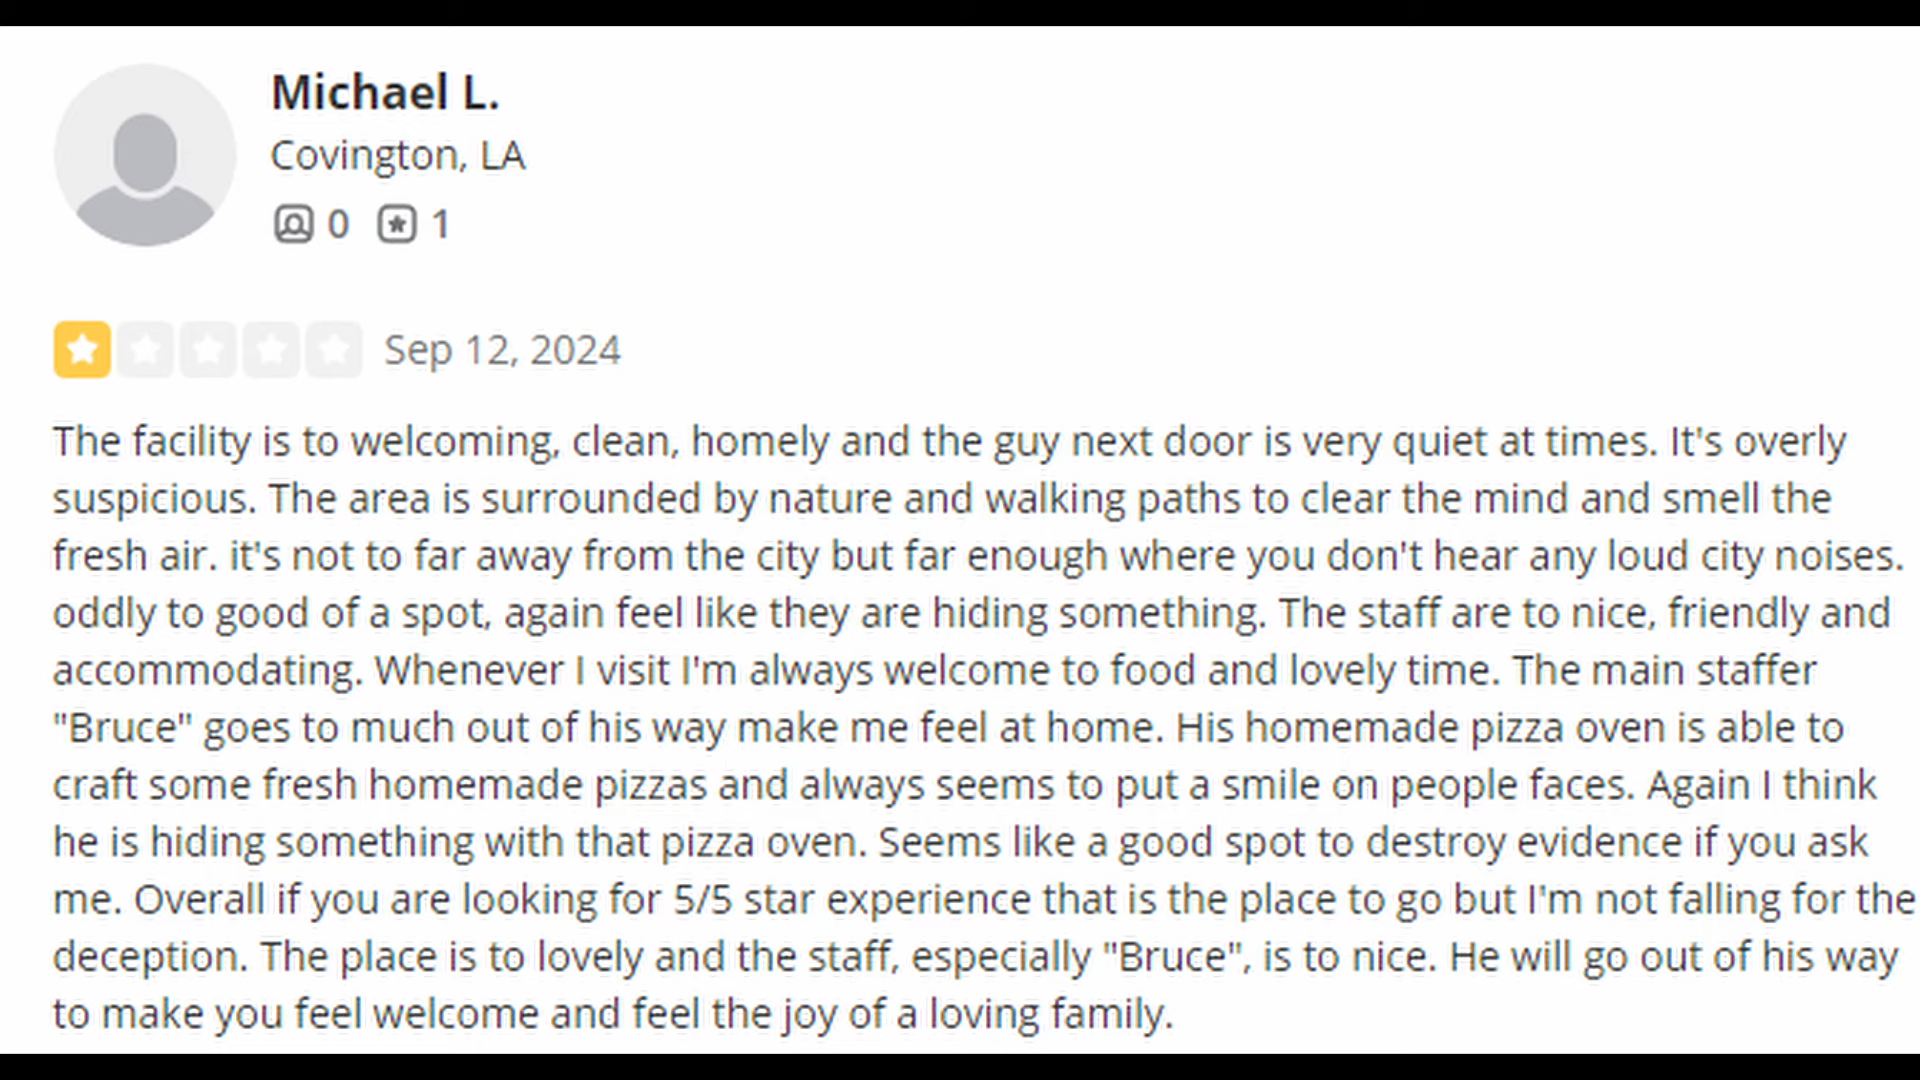 Michael L.
Covington, LA
0 1
Sep 12, 2024
The facility is to welcoming, clean, homely and the guy next door is very quiet at times. It's overly
suspicious. The area is surrounded by nature and walking paths to clear the mind and smell the
fresh air. it's not to far away from the city but far enough where you don't hear any loud city noises.
oddly to good of a spot, again feel like they are hiding something. The staff are to nice, friendly and
accommodating. Whenever I visit I'm always welcome to food and lovely time. The main staffer
"Bruce" goes to much out of his way make me feel at home. His homemade pizza oven is able to
craft some fresh homemade pizzas and always seems to put a smile on people faces. Again I think
he is hiding something with that pizza oven. Seems like a good spot to destroy evidence if you ask
me. Overall if you are looking for 5/5 star experience that is the place to go but I'm not falling for the
deception. The place is to lovely and the staff, especially "Bruce", is to nice. He will go out of his way
to make you feel welcome and feel the joy of a loving family.